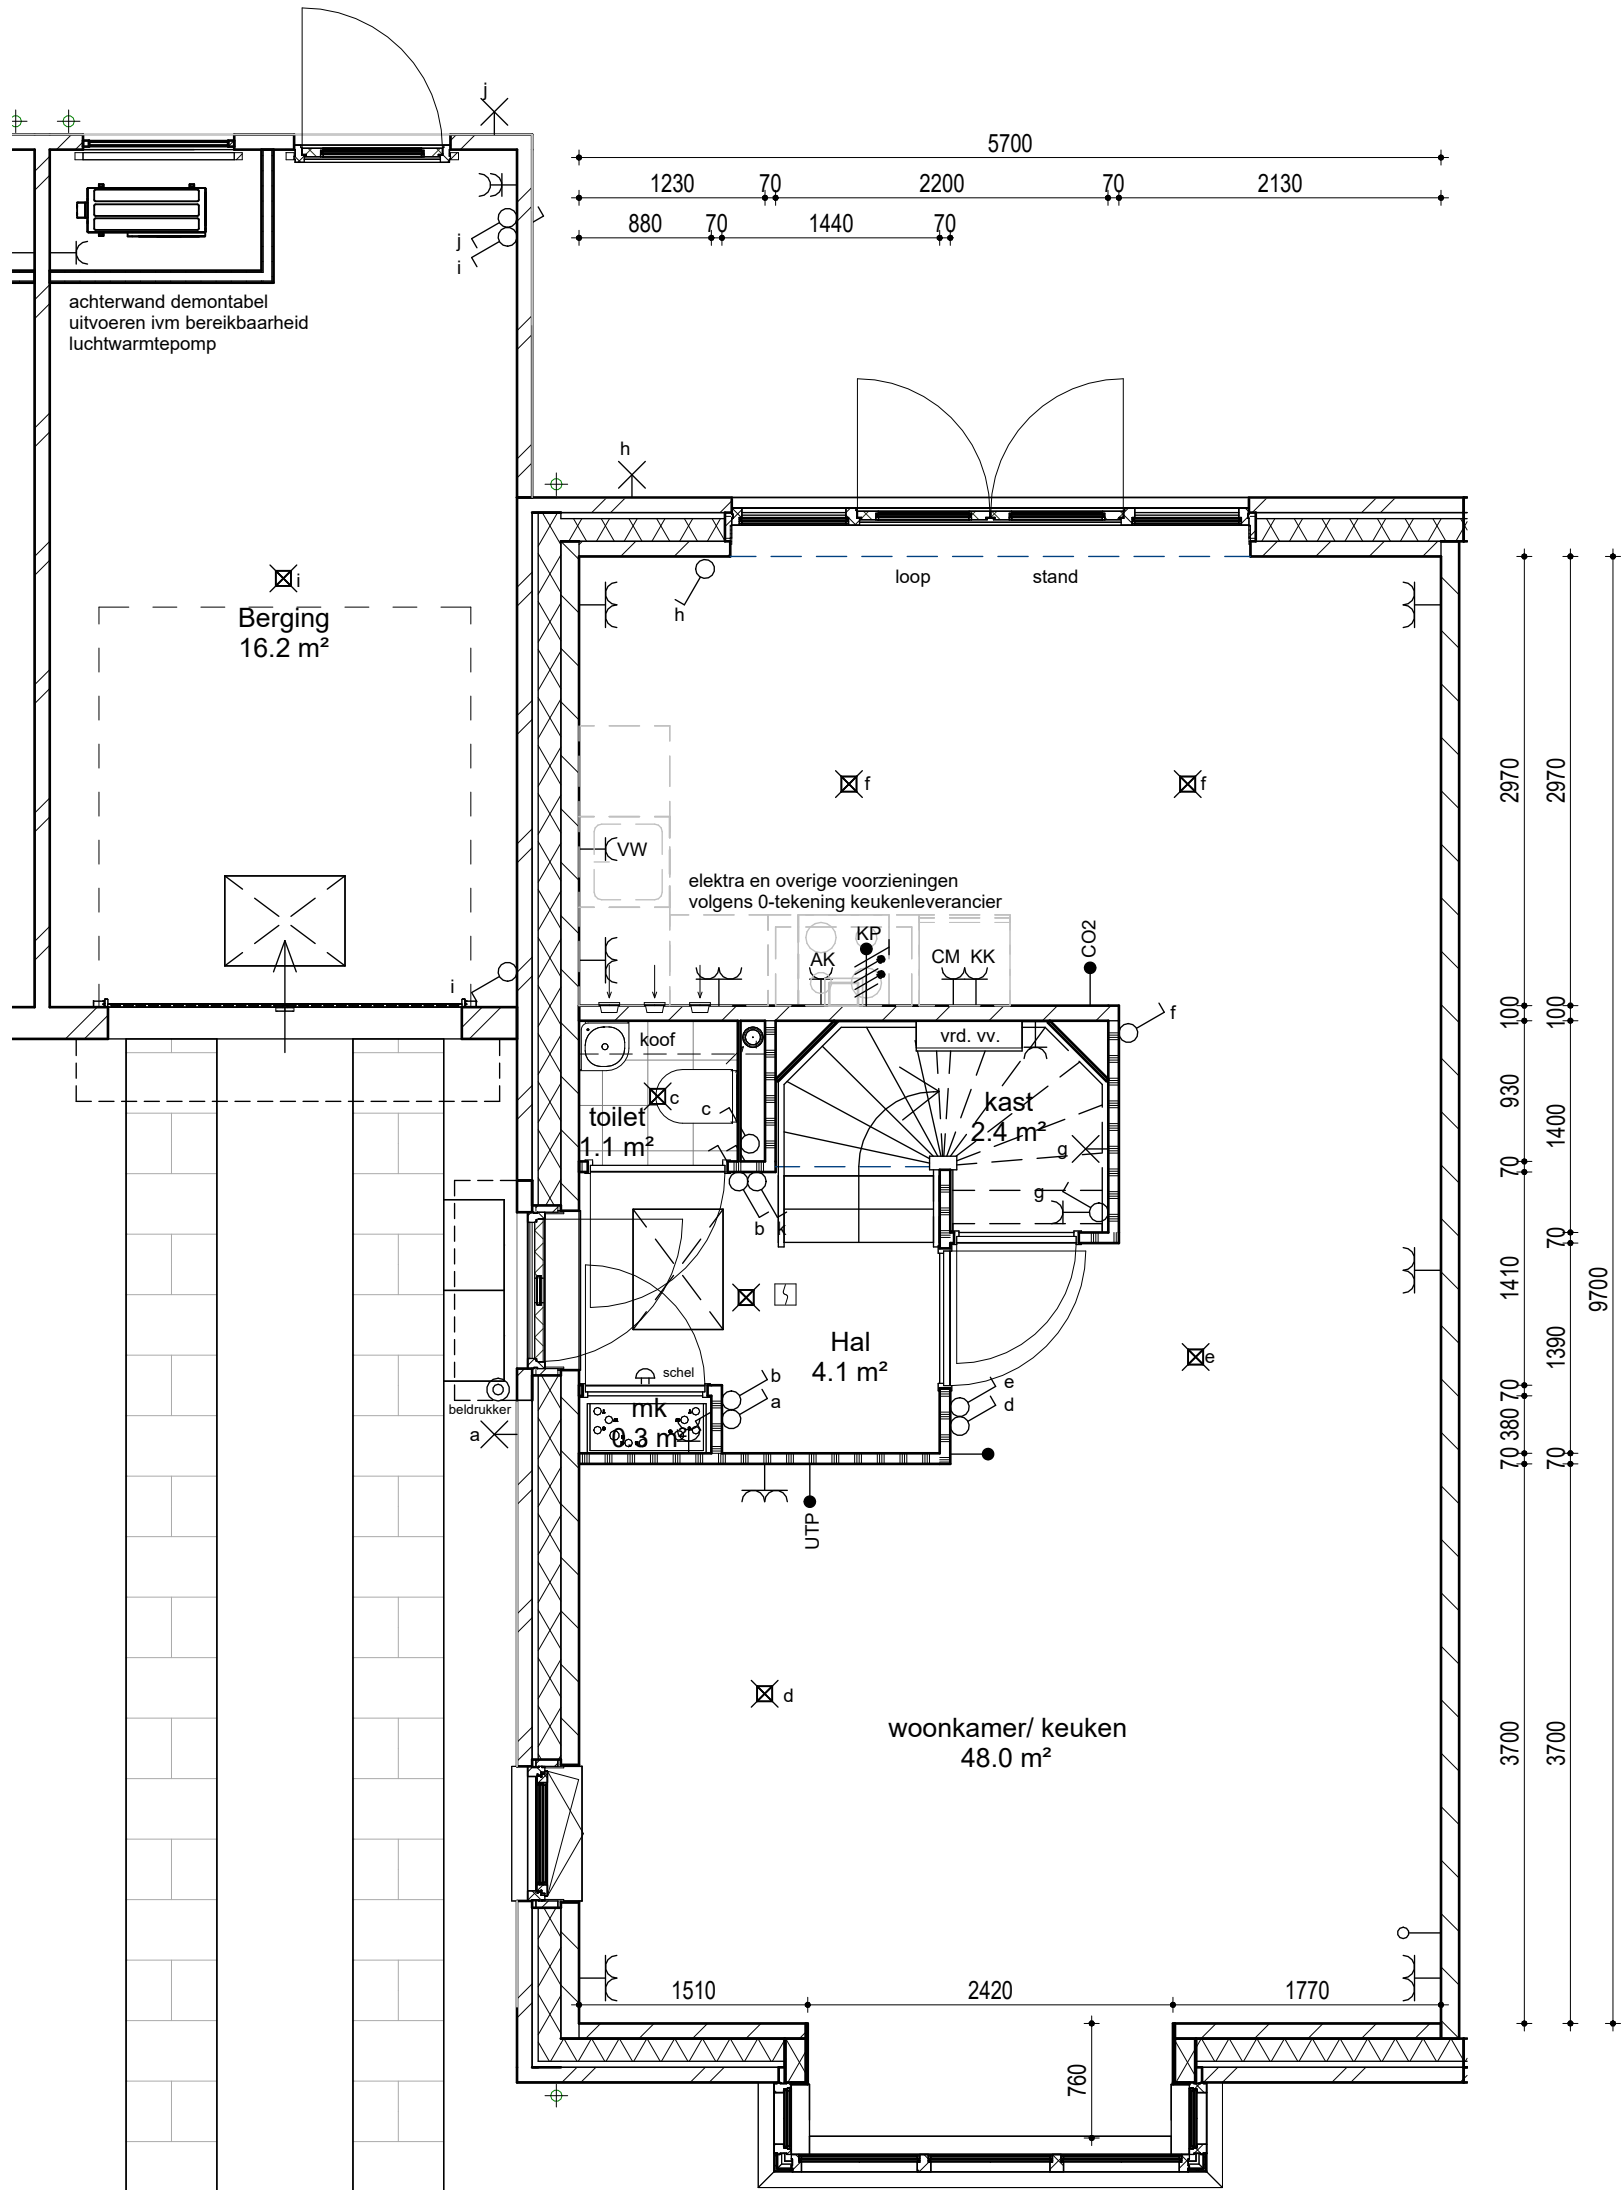 j
5700
1230 70 2200 70 2130
880 70 1440 70
j
i
achterwand demontabel
uitvoeren ivm bereikbaarheid
luchtwarmtepomp
h
loop stand
h
i
Berging
16.2 m²
f f
VW
elektra en overige voorzieningen
volgens 0-tekening keukenleverancier
KP
AK
CM KK
CO2
i
f
koof
vrd. vv.
c
c
toilet
1.1 m²
kast
2.4 m²
g
g
b k
Hal
4.1 m²
e
schel
b
a
e
d
beldrukker
a
mk
0.3 m²
UTP
d
woonkamer/ keuken
48.0 m²
1510 2420 1770
760
2970
100
930
70
1410
70
380
70
3700
2970
100
1400
70
1390
70
3700
9700